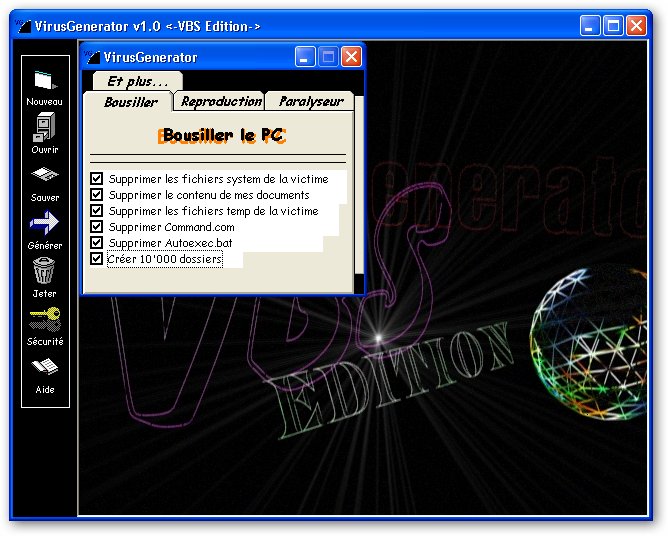 VirusGenerator v1.0 <-VBS Edition->
Nouveau
Ouvrir
Sauver
Générer
Jeter
Sécurité
Aide
VirusGenerator
Et plus...
Bousiller Reproduction Paralyseur
Bousiller le PC
Supprimer les fichiers system de la victime
Supprimer le contenu de mes documents
Supprimer les fichiers temp de la victime
Supprimer Command.com
Supprimer Autoexec.bat
Créer 10'000 dossiers
VBS
EDITION